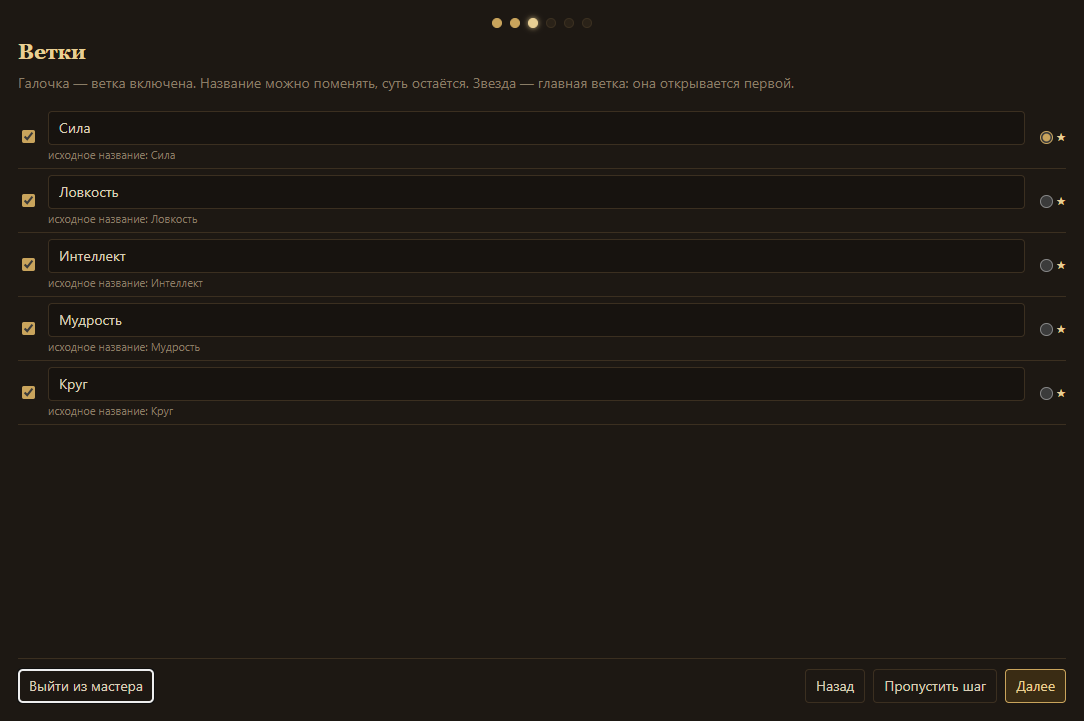 Ветки
Галочка — ветка включена. Название можно поменять, суть остаётся. Звезда — главная ветка: она открывается первой.
Сила
исходное название: Сила
Ловкость
исходное название: Ловкость
Интеллект
исходное название: Интеллект
Мудрость
исходное название: Мудрость
Круг
исходное название: Круг
Выйти из мастера
Назад
Пропустить шаг
Далее